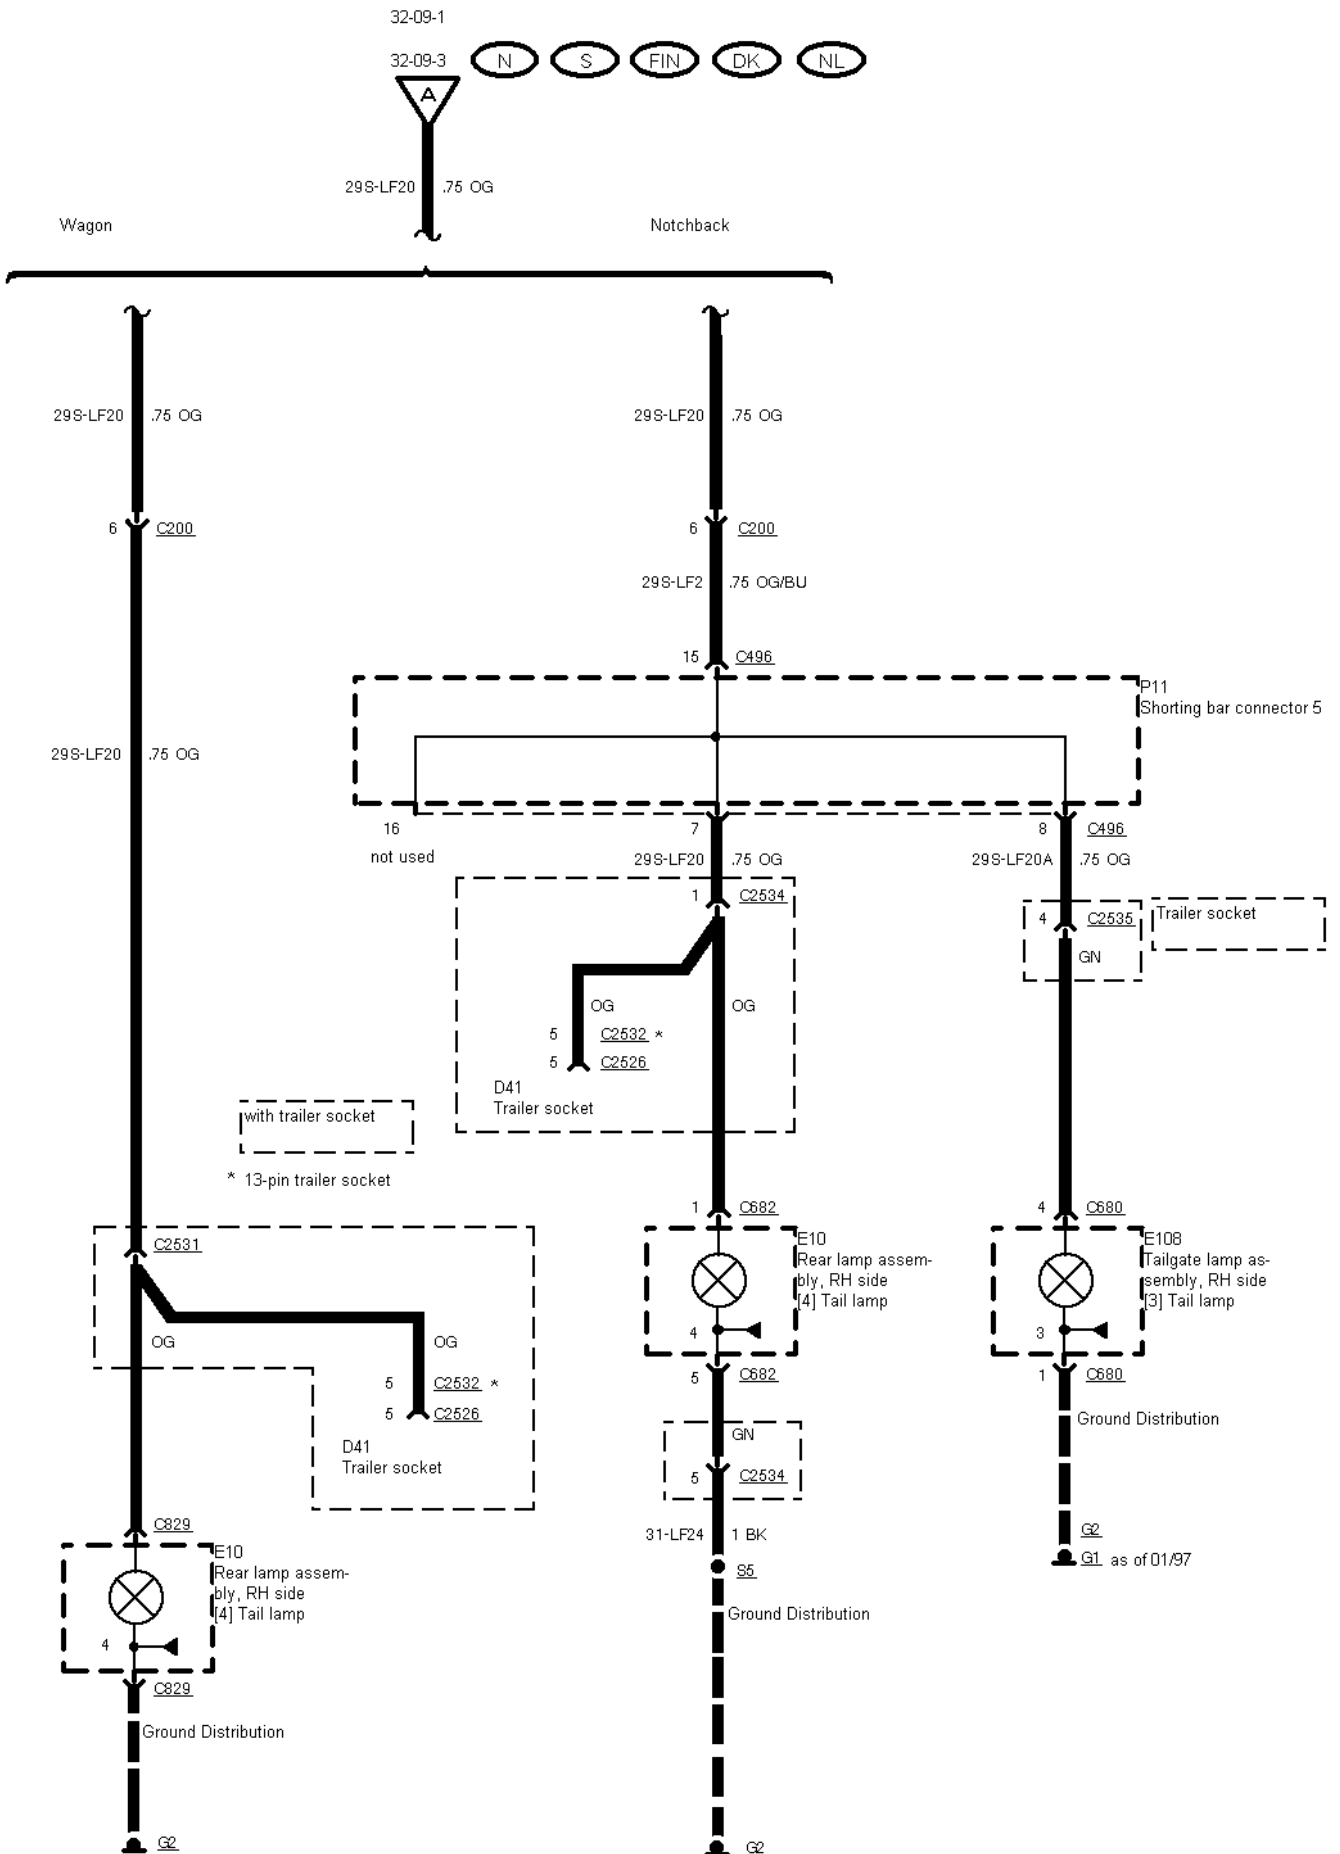 32-09-1
32-09-3 N S FIN DK NL
A
29S-LF20 .75 OG
Wagon Notchback
29S-LF20 .75 OG 29S-LF20 .75 OG
6 C200 6 C200
29S-LF2 .75 OG/BU
15 C496
P11
Shorting bar connector 5
29S-LF20 .75 OG
16 7 8 C496
not used 29S-LF20 .75 OG 29S-LF20A .75 OG
1 C2534
4 C2535 Trailer socket
GN
OG OG
5 C2532 *
5 C2526
D41
Trailer socket
with trailer socket
* 13-pin trailer socket
1 C682 4 C680
C2531
E10
Rear lamp assem-
bly, RH side
[4] Tail lamp
E108
Tailgate lamp as-
sembly, RH side
[3] Tail lamp
4 3
OG OG
5 C2532 *
5 C2526
D41
Trailer socket
5 C682 1 C680
Ground Distribution
GN
5 C2534
31-LF24 1 BK
S5
Ground Distribution
G2
G1 as of 01/97
C829
E10
Rear lamp assem-
bly, RH side
[4] Tail lamp
4
C829
Ground Distribution
G2 G2